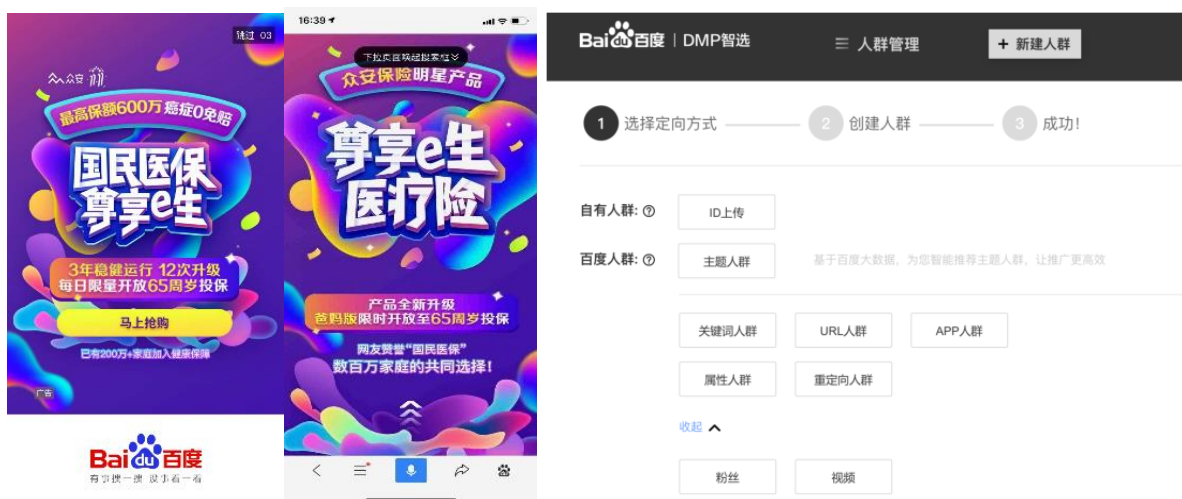 跳过 03
众安
最高保额600万 癌症0免赔
国民医保
尊享e生
3年稳健运行 12次升级
每日限量开放65周岁投保
马上抢购
已有200万+家庭加入健康保障
广告
Baidu百度
有事搜一搜 没事看一看
16:39
下拉页面唤起搜索框
众安保险明星产品
尊享e生
医疗险
产品全新升级
爸妈版限时开放至65周岁投保
网友赞誉“国民医保”
数百万家庭的共同选择!
Baidu百度 | DMP智选
人群管理
+ 新建人群
1 选择定向方式
2 创建人群
3 成功!
自有人群: ?
ID上传
百度人群: ?
主题人群
基于百度大数据，为您智能推荐主题人群，让推广更高效
关键词人群
URL人群
APP人群
属性人群
重定向人群
收起
粉丝
视频